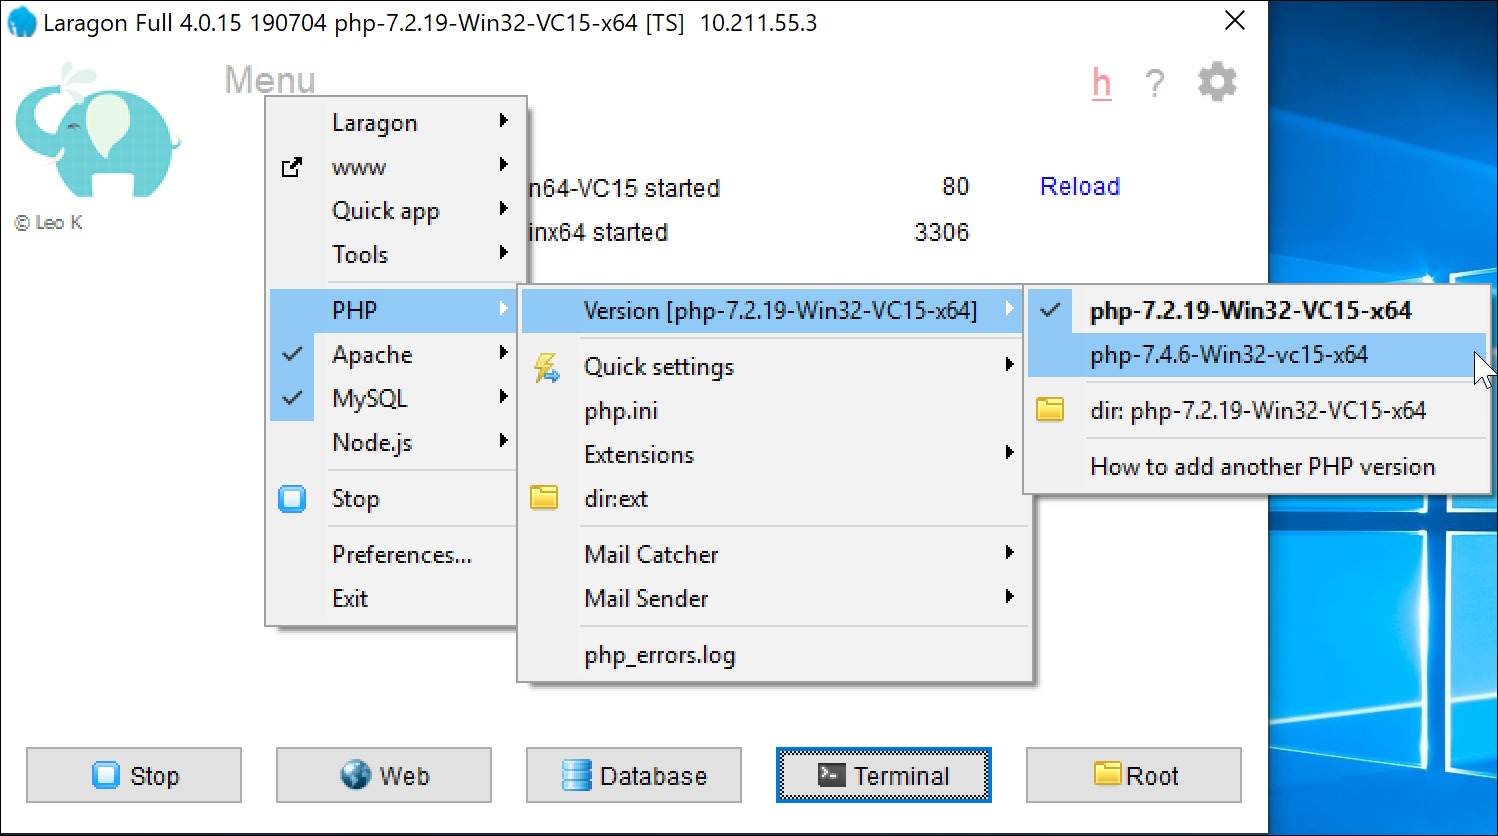 Laragon Full 4.0.15 190704 php-7.2.19-Win32-VC15-x64 [TS] 10.211.55.3
Menu
h ?
© Leo K
Laragon
www
Quick app
Tools
PHP
Apache
MySQL
Node.js
Stop
Preferences...
Exit
n64-VC15 started 80 Reload
inx64 started 3306
Version [php-7.2.19-Win32-VC15-x64]
Quick settings
php.ini
Extensions
dir:ext
Mail Catcher
Mail Sender
php_errors.log
php-7.2.19-Win32-VC15-x64
php-7.4.6-Win32-vc15-x64
dir: php-7.2.19-Win32-VC15-x64
How to add another PHP version
Stop Web Database Terminal Root